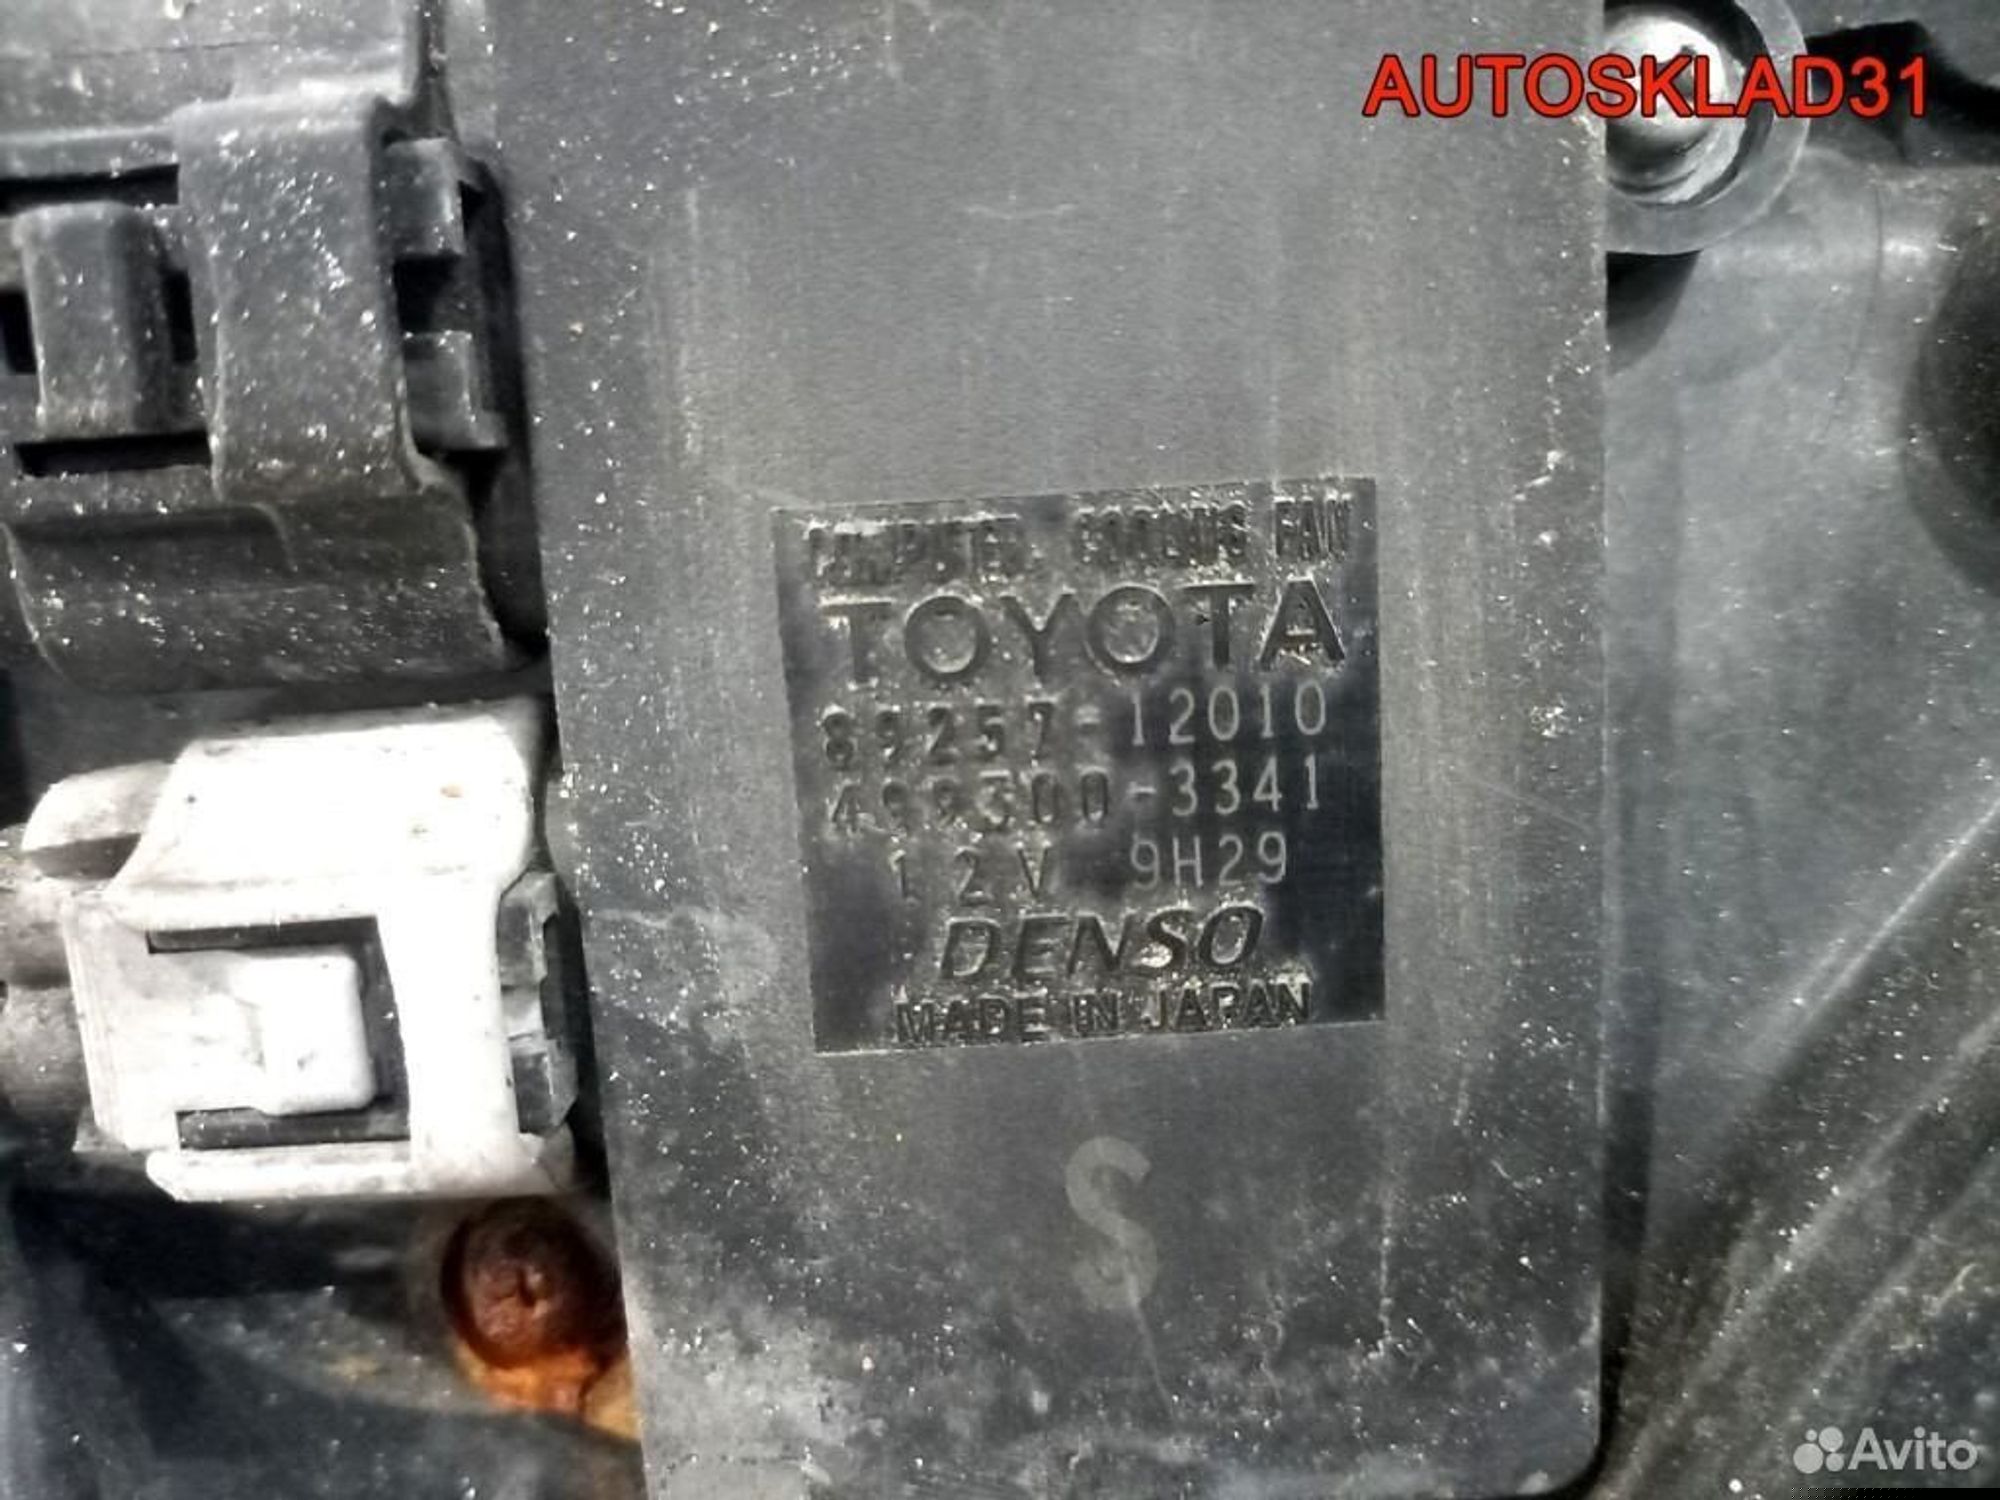 AUTOSKLAD31
COMPUTER, COOLING FAN
TOYOTA
89257-12010
499300-3341
12V 9H29
DENSO
MADE IN JAPAN
S
Avito